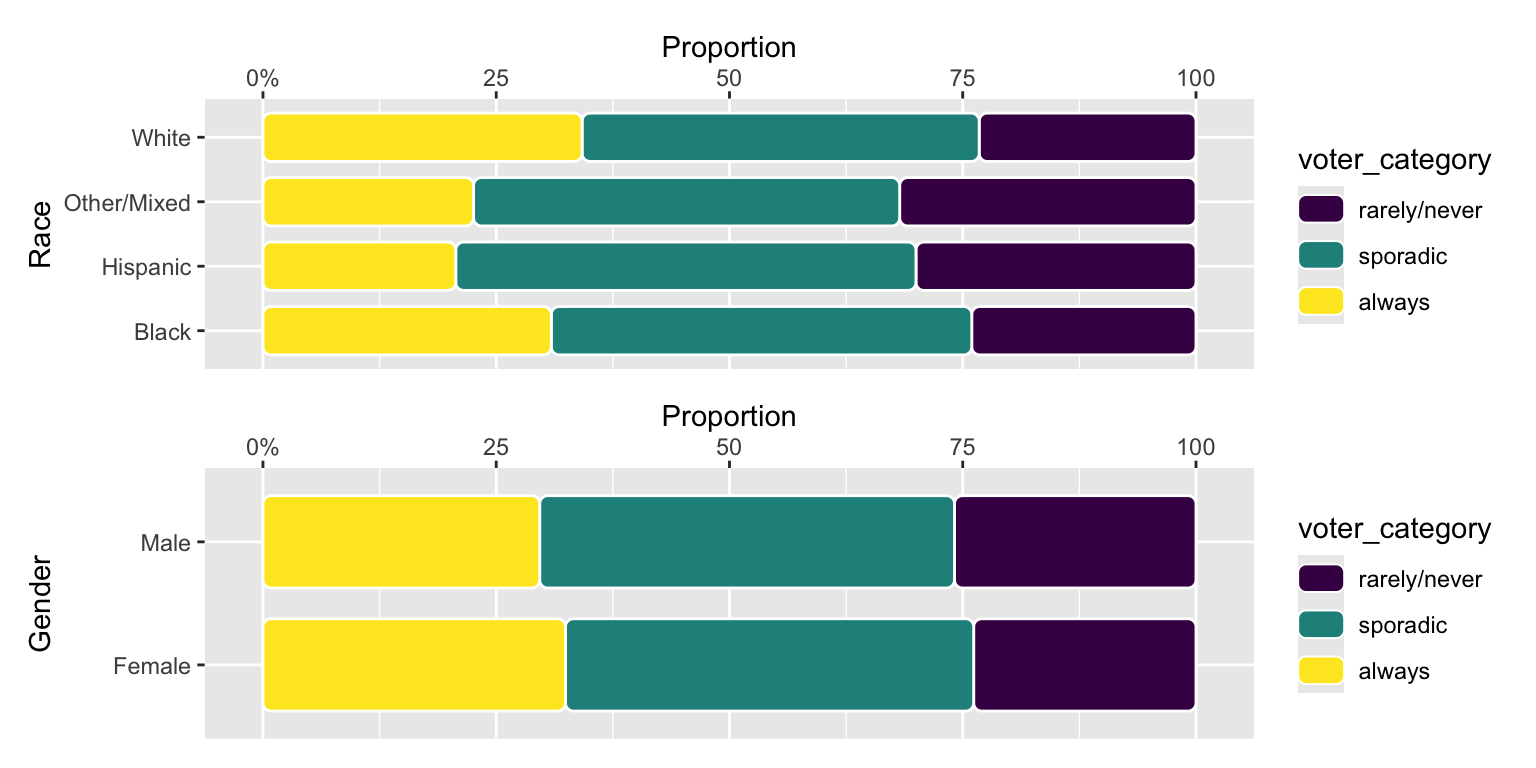 Proportion
0% 25 50 75 100
Race
White
Other/Mixed
Hispanic
Black
voter_category
rarely/never
sporadic
always
Proportion
0% 25 50 75 100
Gender
Male
Female
voter_category
rarely/never
sporadic
always